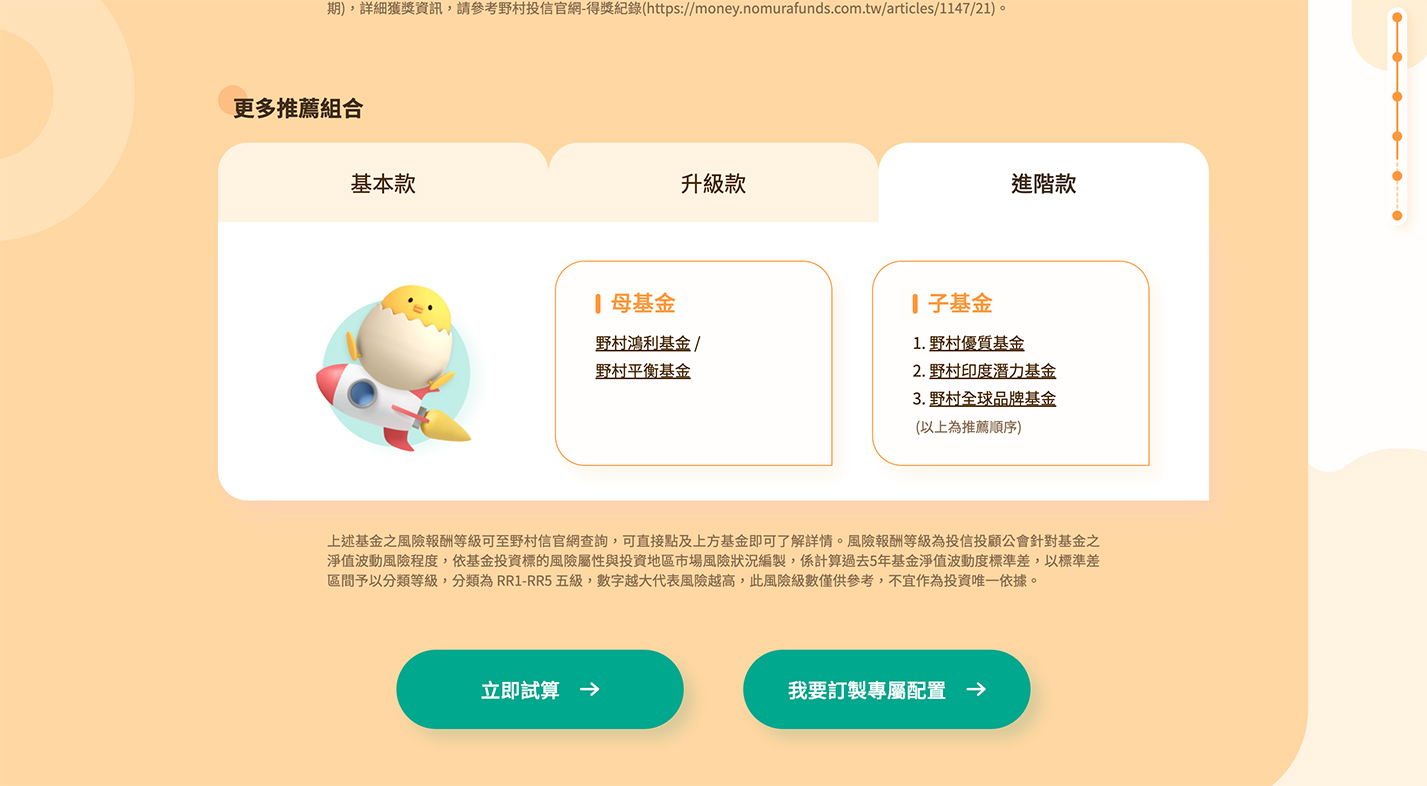 期)，詳細獲獎資訊，請參考野村投信官網-得獎紀錄(https://money.nomurafunds.com.tw/articles/1147/21)。
更多推薦組合
基本款
升級款
進階款
母基金
野村鴻利基金 /
野村平衡基金
子基金
1. 野村優質基金
2. 野村印度潛力基金
3. 野村全球品牌基金
(以上為推薦順序)
上述基金之風險報酬等級可至野村信官網查詢，可直接點及上方基金即可了解詳情。風險報酬等級為投信投顧公會針對基金之
淨值波動風險程度，依基金投資標的風險屬性與投資地區市場風險狀況編製，係計算過去5年基金淨值波動度標準差，以標準差
區間予以分類等級，分類為 RR1-RR5 五級，數字越大代表風險越高，此風險級數僅供參考，不宜作為投資唯一依據。
立即試算 →
我要訂製專屬配置 →